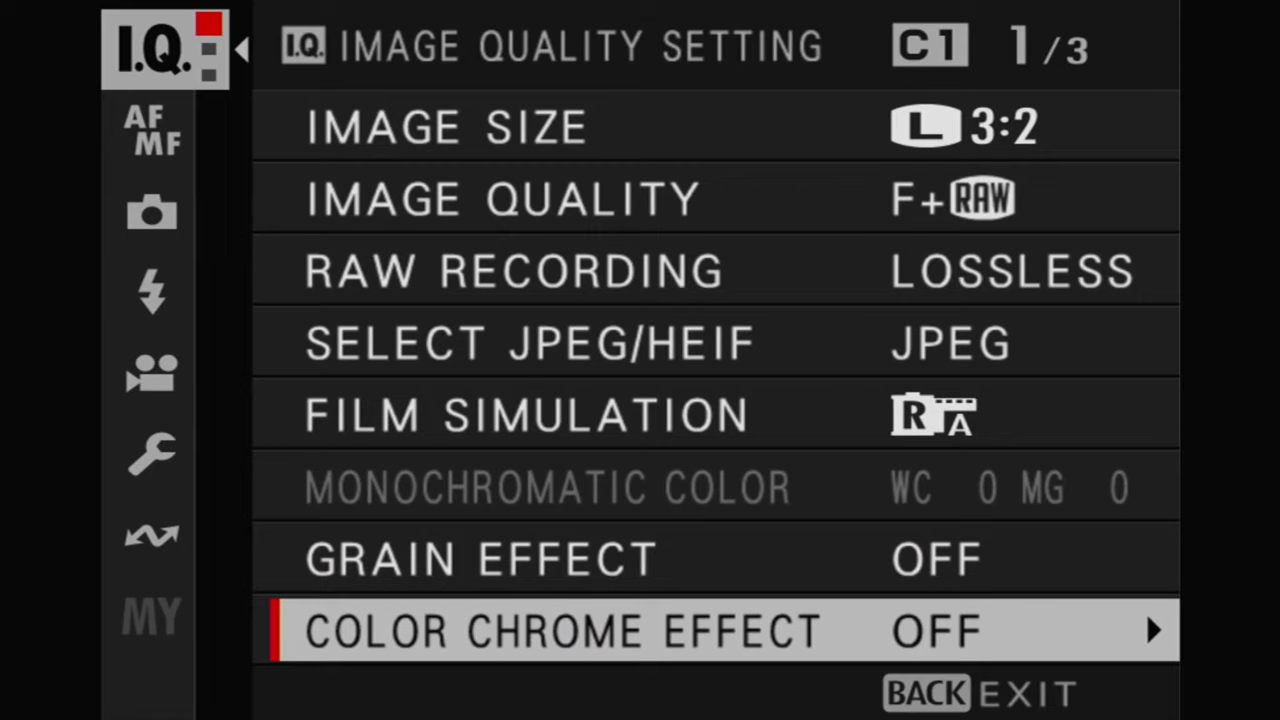 I.Q. I.Q. IMAGE QUALITY SETTING C1 1/3
AF
MF
IMAGE SIZE L 3:2
IMAGE QUALITY F+RAW
RAW RECORDING LOSSLESS
SELECT JPEG/HEIF JPEG
FILM SIMULATION R A
MONOCHROMATIC COLOR WC 0 MG 0
GRAIN EFFECT OFF
MY
COLOR CHROME EFFECT OFF
BACK EXIT